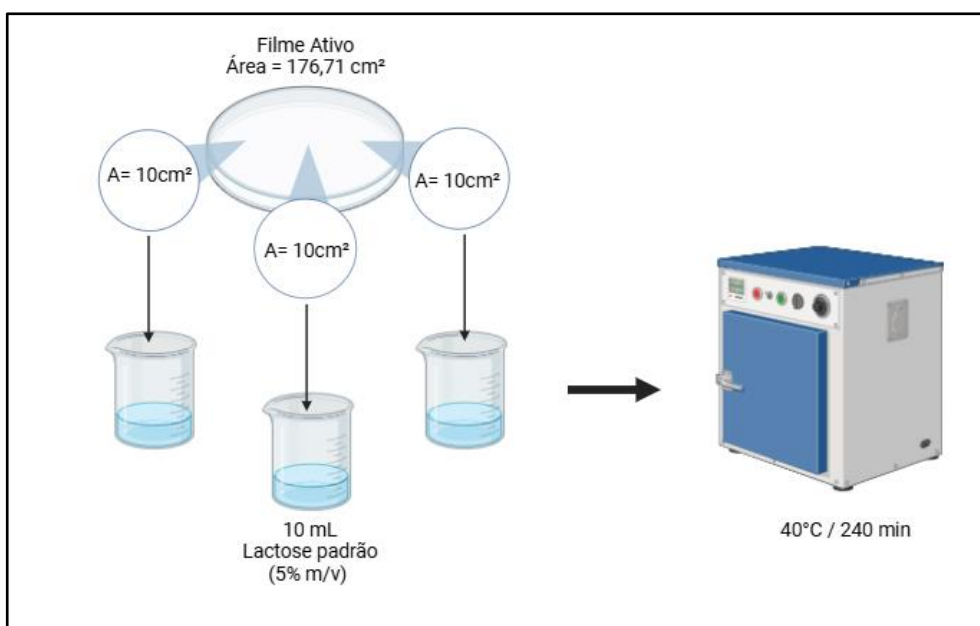 Filme Ativo
Área = 176,71 cm²
A= 10cm²
A= 10cm²
A= 10cm²
10 mL
Lactose padrão
(5% m/v)
40°C / 240 min